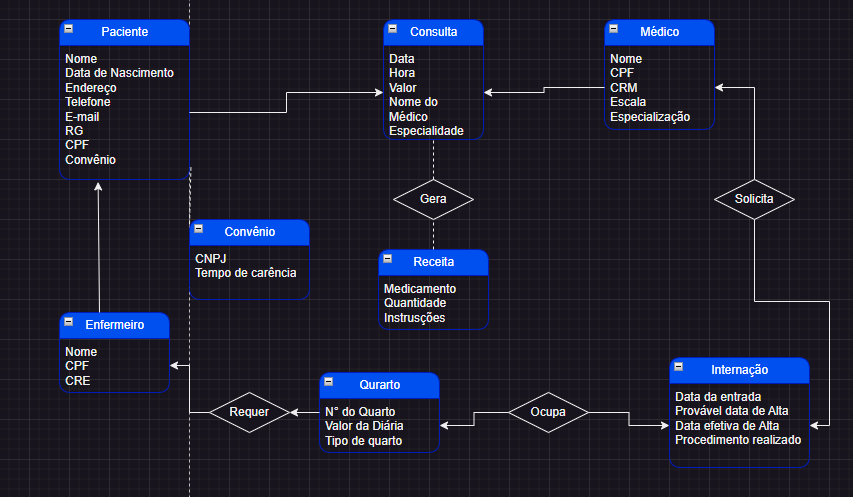 Paciente
Nome
Data de Nascimento
Endereço
Telefone
E-mail
RG
CPF
Convênio
Consulta
Data
Hora
Valor
Nome do
Médico
Especialidade
Médico
Nome
CPF
CRM
Escala
Especialização
Gera
Solicita
Convênio
CNPJ
Tempo de carência
Receita
Medicamento
Quantidade
Instrusções
Enfermeiro
Nome
CPF
CRE
Requer
Qurarto
N° do Quarto
Valor da Diária
Tipo de quarto
Ocupa
Internação
Data da entrada
Provável data de Alta
Data efetiva de Alta
Procedimento realizado